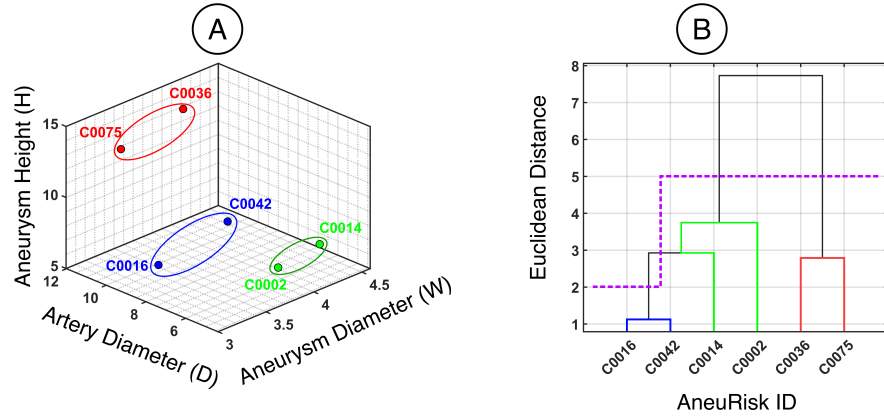 A
Aneurysm Height (H)
15
10
5
C0036
C0075
C0042
C0016
C0014
C0002
12
10
8
6
3
3.5
4
4.5
Artery Diameter (D)
Aneurysm Diameter (W)
B
Euclidean Distance
8
7
6
5
4
3
2
1
C0016
C0042
C0014
C0002
C0036
C0075
AneuRisk ID